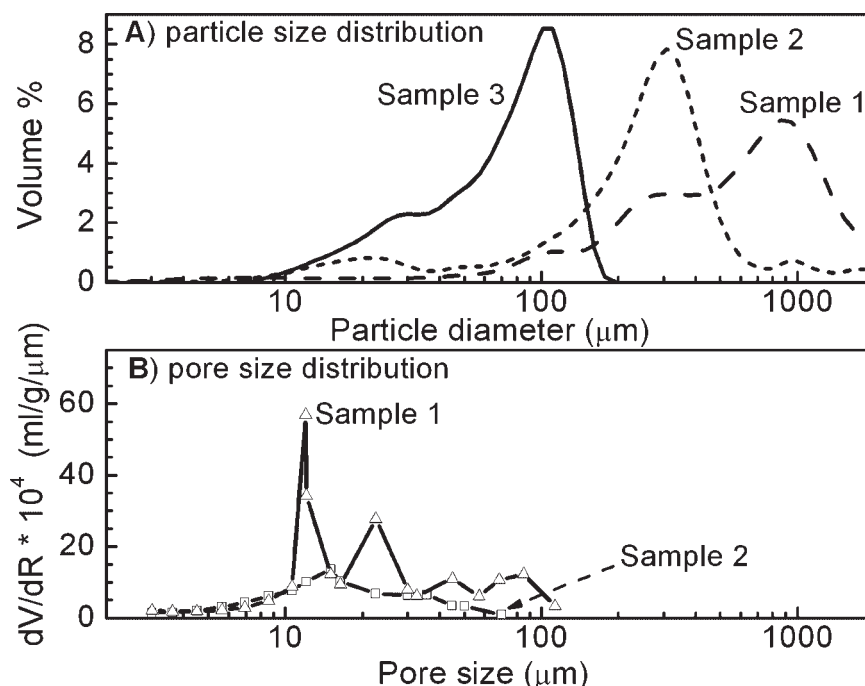 A) particle size distribution
Sample 2
Sample 3
Sample 1
Volume %
8
6
4
2
0
10
100
1000
Particle diameter (μm)
B) pore size distribution
Sample 1
Sample 2
dV/dR * 10⁴ (ml/g/μm)
60
40
20
0
10
100
1000
Pore size (μm)